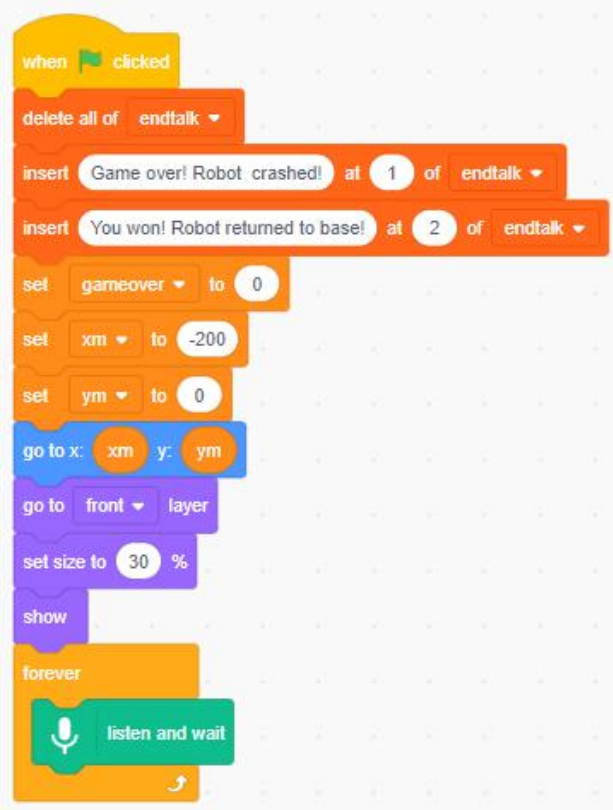 when clicked
delete all of endtalk
insert Game over! Robot crashed! at 1 of endtalk
insert You won! Robot returned to base! at 2 of endtalk
set gameover to 0
set xm to -200
set ym to 0
go to x: xm y: ym
go to front layer
set size to 30 %
show
forever
listen and wait